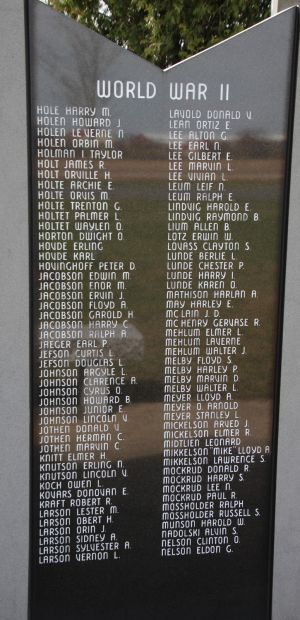 WORLD WAR II
HOLE HARRY M.
HOLEN HOWARD J.
HOLEN LEVERNE N.
HOLEN ORBIN M.
HOLMAN I. TAYLOR
HOLT JAMES R.
HOLT ORVILLE H.
HOLTE ARCHIE E.
HOLTE ORVIS M.
HOLTE TRENTON G.
HOLTET PALMER L.
HOLTET WAYLEN O.
HORTON DWIGHT O.
HOVDE ERLING
HOVDE KARL
HOVINGHOFF PETER D.
JACOBSON EDWIN M.
JACOBSON ENOR M.
JACOBSON ERVIN J.
JACOBSON FLOYD A.
JACOBSON GAROLD H.
JACOBSON HARRY C.
JACOBSON RALPH A.
JAEGER EARL P.
JEFSON CURTIS L.
JEFSON DOUGLAS L.
JOHNSON ARGYLE L.
JOHNSON CLARENCE A.
JOHNSON CYRUS O.
JOHNSON HOWARD B.
JOHNSON JUNIOR E.
JOHNSON LINCOLN V.
JOTHEN DONALD V.
JOTHEN HERMAN C.
JOTHEN MARVIN C.
KNITT ELMER H.
KNUTSON ERLING N.
KNUTSON LINCOLN V.
KOCH OWEN L.
KOVARS DONOVAN E.
KRAFT ROBERT R.
LARSON LESTER M.
LARSON OBERT H.
LARSON ORIN J.
LARSON SIDNEY A.
LARSON SYLVESTER A.
LARSON VERNON L.
LAVOLD DONALD V.
LEAN ORTIZ E.
LEE ALTON G.
LEE EARL N.
LEE GILBERT E.
LEE MARVIN L.
LEE VIVIAN L.
LEUM LEIF N.
LEUM RALPH E.
LINDVIG HAROLD E.
LINDVIG RAYMOND B.
LIUM ALLEN B.
LOTZ ERWIN W.
LOVASS CLAYTON S.
LUNDE BERLIE L.
LUNDE CHESTER P.
LUNDE HARRY I.
LUNDE KAREN O.
MATHISON HARLAN A.
MAY HARLEY E.
MC LAIN J. D.
MC HENRY GERVASE R.
MEHLUM ELMER L.
MEHLUM LAVERNE
MEHLUM WALTER J.
MELBY FLOYD S.
MELBY HARLEY P.
MELBY MARVIN D.
MELBY WALTER L.
MEYER LLOYD A.
MEYER O. ARNOLD
MEYER STANLEY L.
MICKELSON ARVED J.
MICKELSON ELMER R.
MIDTLIEN LEONARD
MIKKELSON "MIKE" LLOYD A.
MIKKELSON LAWRENCE S.
MOCKRUD DONALD R.
MOCKRUD HARRY S.
MOCKRUD LEE N.
MOCKRUD PAUL R.
MOSSHOLDER RALPH
MOSSHOLDER RUSSELL S.
MUNSON HAROLD W.
NADOLSKI ALVIN S.
NELSON CLINTON O.
NELSON ELDON G.